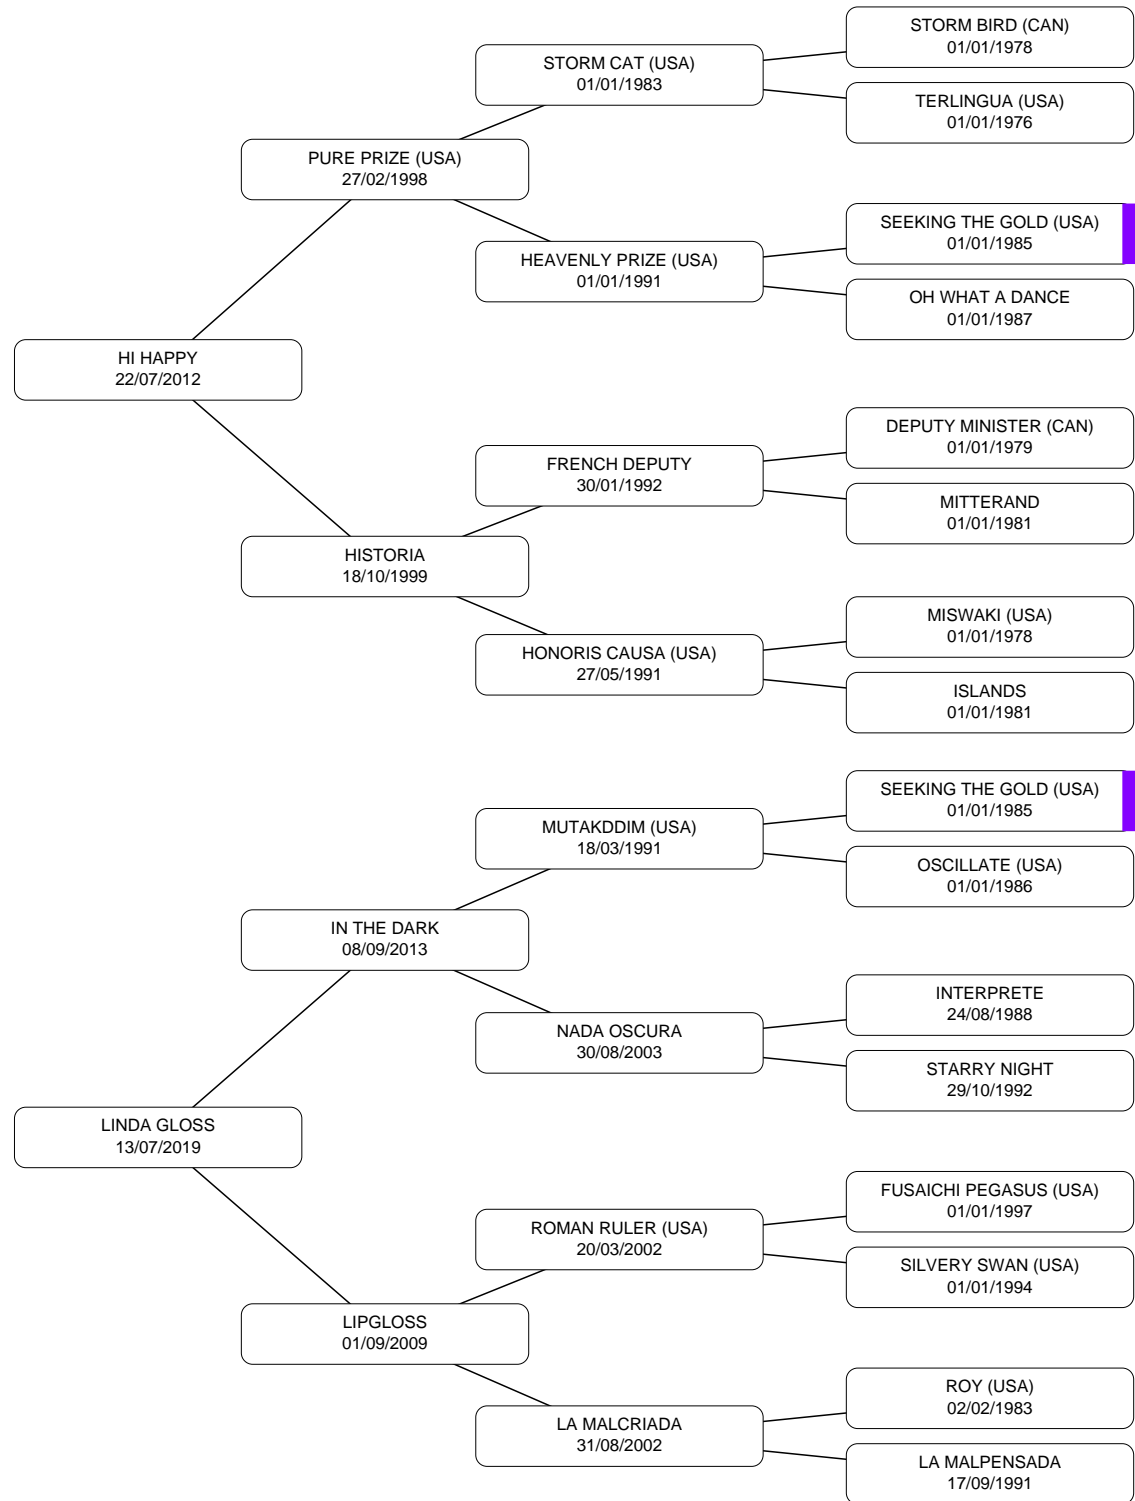 STORM BIRD (CAN)
01/01/1978
STORM CAT (USA)
01/01/1983
TERLINGUA (USA)
01/01/1976
PURE PRIZE (USA)
27/02/1998
SEEKING THE GOLD (USA)
01/01/1985
HEAVENLY PRIZE (USA)
01/01/1991
OH WHAT A DANCE
01/01/1987
HI HAPPY
22/07/2012
DEPUTY MINISTER (CAN)
01/01/1979
FRENCH DEPUTY
30/01/1992
MITTERAND
01/01/1981
HISTORIA
18/10/1999
MISWAKI (USA)
01/01/1978
HONORIS CAUSA (USA)
27/05/1991
ISLANDS
01/01/1981
SEEKING THE GOLD (USA)
01/01/1985
MUTAKDDIM (USA)
18/03/1991
OSCILLATE (USA)
01/01/1986
IN THE DARK
08/09/2013
INTERPRETE
24/08/1988
NADA OSCURA
30/08/2003
STARRY NIGHT
29/10/1992
LINDA GLOSS
13/07/2019
FUSAICHI PEGASUS (USA)
01/01/1997
ROMAN RULER (USA)
20/03/2002
SILVERY SWAN (USA)
01/01/1994
LIPGLOSS
01/09/2009
ROY (USA)
02/02/1983
LA MALCRIADA
31/08/2002
LA MALPENSADA
17/09/1991